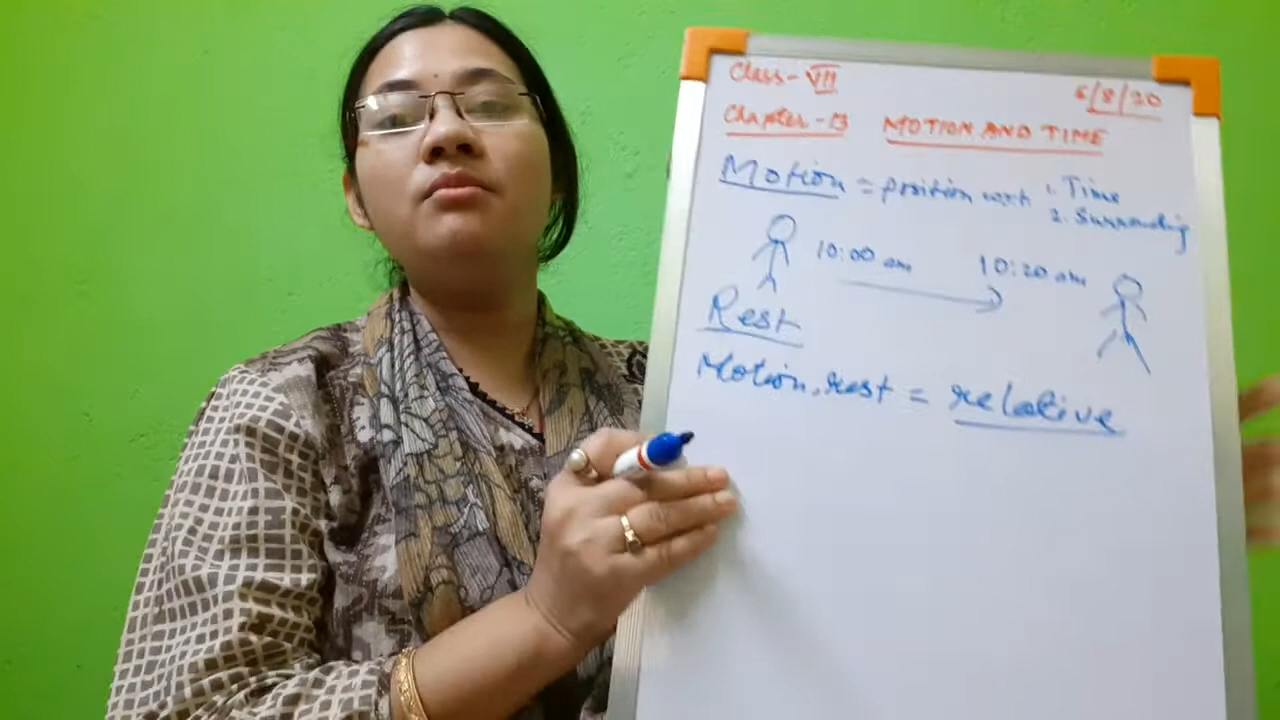 Class - VII
6/8/20
Chapter - 13 MOTION AND TIME
Motion = position wrt 1. Time
2. Surrounding
10:00 am 10:20 am
Rest
Motion, rest = relative